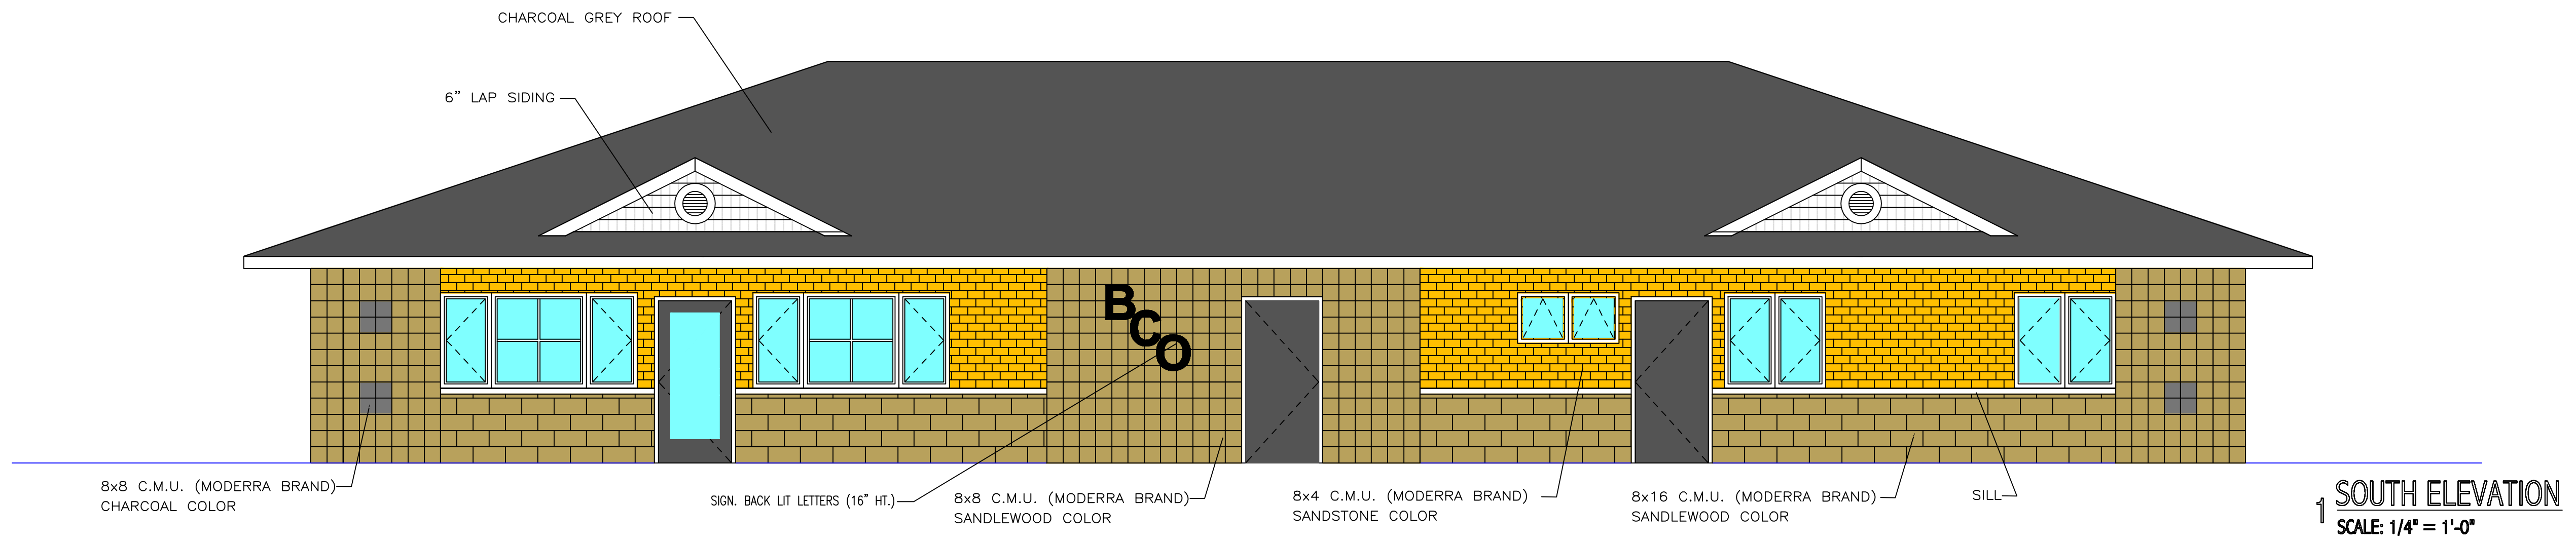 CHARCOAL GREY ROOF
6” LAP SIDING
B
C
O
8x8 C.M.U. (MODERRA BRAND)
CHARCOAL COLOR
SIGN. BACK LIT LETTERS (16” HT.)
8x8 C.M.U. (MODERRA BRAND)
SANDLEWOOD COLOR
8x4 C.M.U. (MODERRA BRAND)
SANDSTONE COLOR
8x16 C.M.U. (MODERRA BRAND)
SANDLEWOOD COLOR
SILL
1 SOUTH ELEVATION
SCALE: 1/4" = 1'-0"